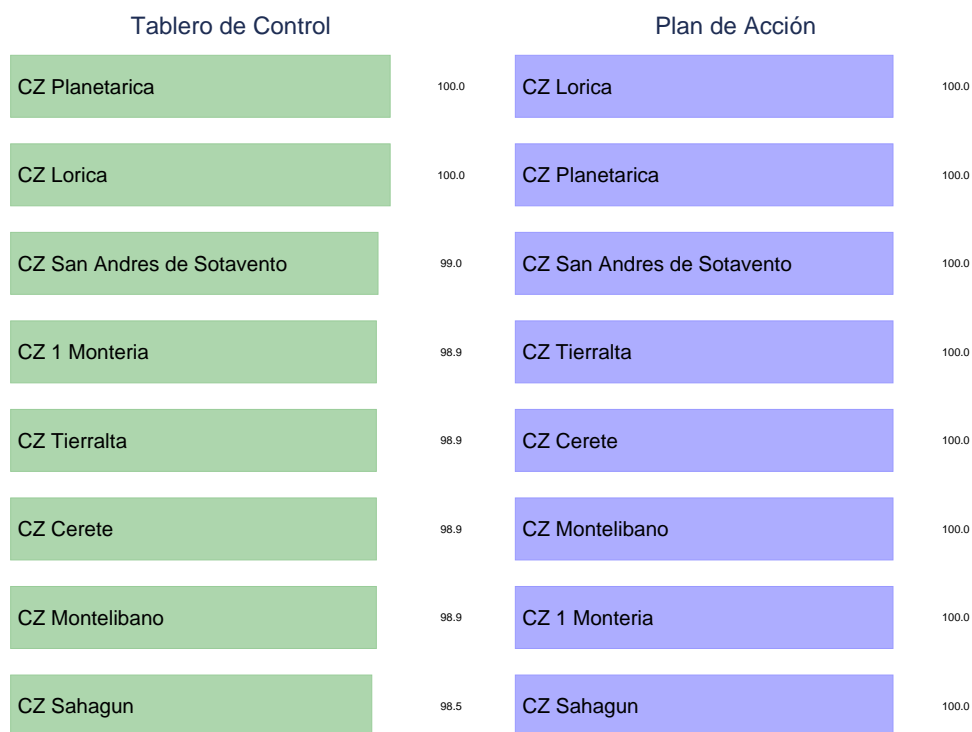 Tablero de Control
CZ Planetarica 100.0
CZ Lorica 100.0
CZ San Andres de Sotavento 99.0
CZ 1 Monteria 98.9
CZ Tierralta 98.9
CZ Cerete 98.9
CZ Montelibano 98.9
CZ Sahagun 98.5
Plan de Acción
CZ Lorica 100.0
CZ Planetarica 100.0
CZ San Andres de Sotavento 100.0
CZ Tierralta 100.0
CZ Cerete 100.0
CZ Montelibano 100.0
CZ 1 Monteria 100.0
CZ Sahagun 100.0